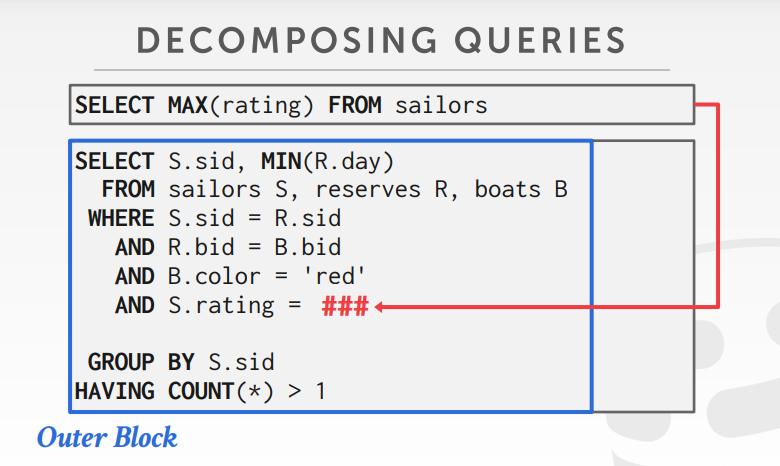 DECOMPOSING QUERIES
SELECT MAX(rating) FROM sailors
SELECT S.sid, MIN(R.day)
FROM sailors S, reserves R, boats B
WHERE S.sid = R.sid
AND R.bid = B.bid
AND B.color = 'red'
AND S.rating = ###
GROUP BY S.sid
HAVING COUNT(*) > 1
Outer Block